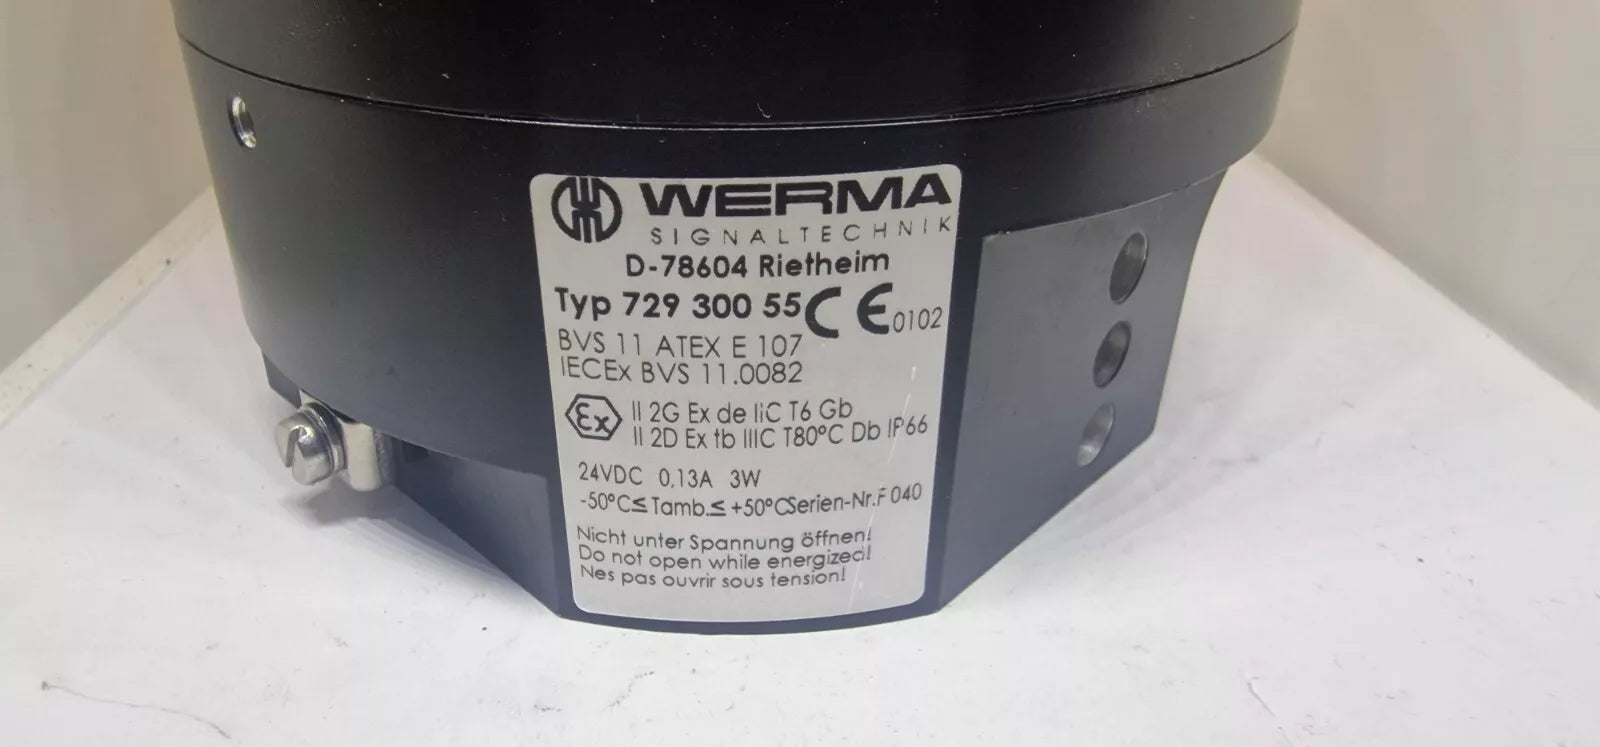 WERMA
SIGNALTECHNIK
D-78604 Rietheim
Typ 729 300 55 CE 0102
BVS 11 ATEX E 107
IECEx BVS 11.0082
Ex II 2G Ex de IiC T6 Gb
II 2D Ex tb IIIC T80°C Db IP66
24VDC 0,13A 3W
-50°C≤Tamb.≤ +50°CSerien-Nr.F 040
Nicht unter Spannung öffnen!
Do not open while energized!
Nes pas ouvrir sous tension!